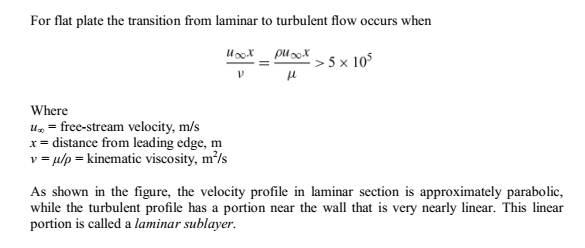 For flat plate the transition from laminar to turbulent flow occurs when
u∞x/ν = ρu∞x/μ > 5 × 10⁵
Where
u∞ = free-stream velocity, m/s
x = distance from leading edge, m
ν = μ/ρ = kinematic viscosity, m²/s
As shown in the figure, the velocity profile in laminar section is approximately parabolic,
while the turbulent profile has a portion near the wall that is very nearly linear. This linear
portion is called a laminar sublayer.